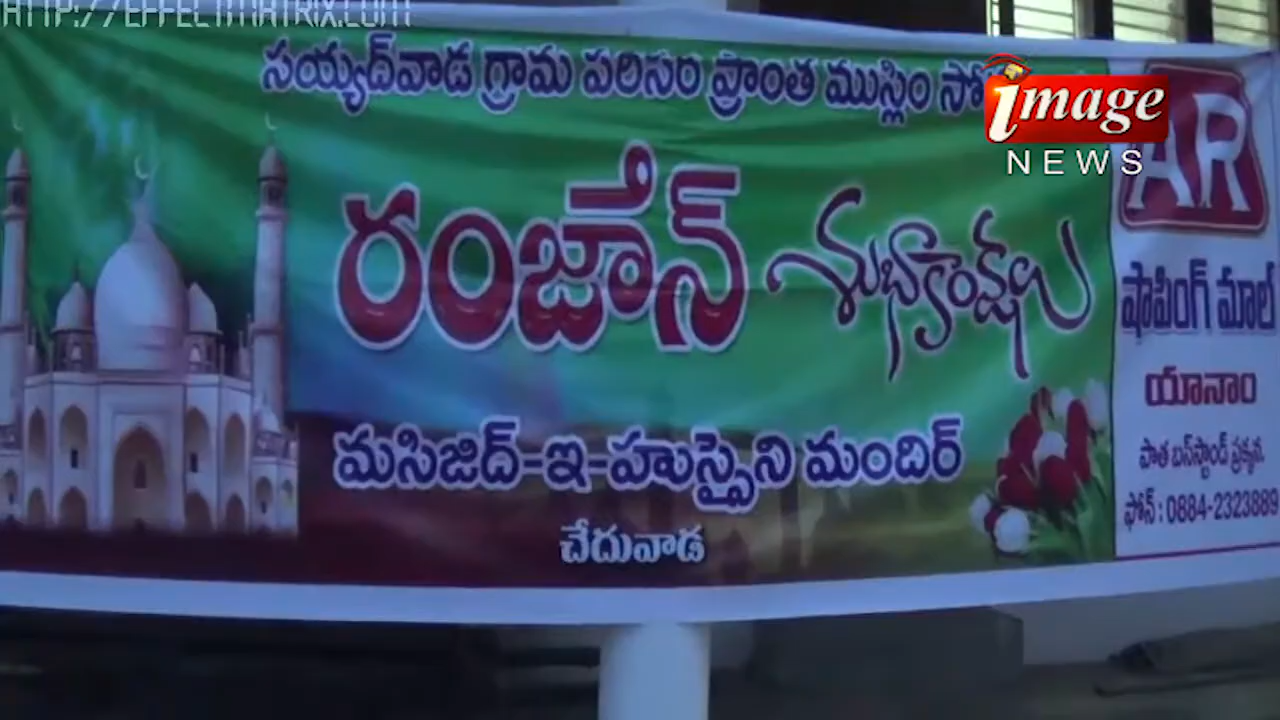 HTTP://EFFECTMATRIX.COM
సయ్యద్‌వాడ గ్రామ పరిసర ప్రాంత ముస్లిం
image
NEWS
రంజాన్ శుభాకాంక్షలు
మసిజిద్-ఇ-హుస్సైని మందిర్
చేదువాడ
AR
షాపింగ్ మాల్
యానాం
పాత బస్‌స్టాండ్ ప్రక్కన,
ఫోన్ : 0884-2323889